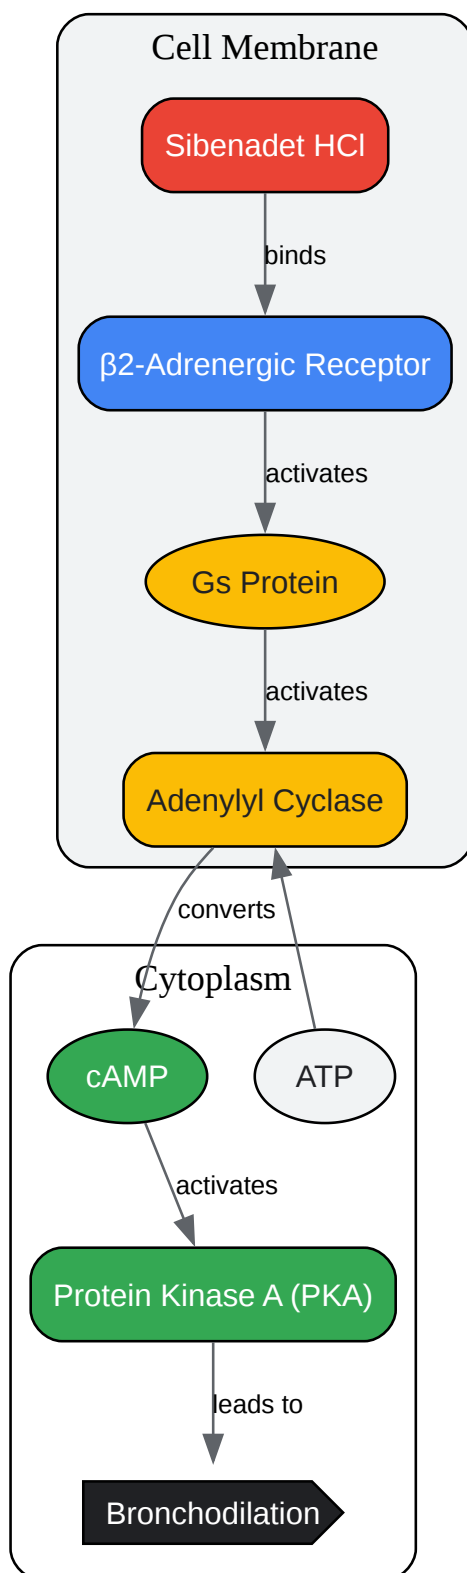 Cell Membrane
Sibenadet HCl
binds
β2-Adrenergic Receptor
activates
Gs Protein
activates
Adenylyl Cyclase
converts
Cytoplasm
cAMP
ATP
activates
Protein Kinase A (PKA)
leads to
Bronchodilation